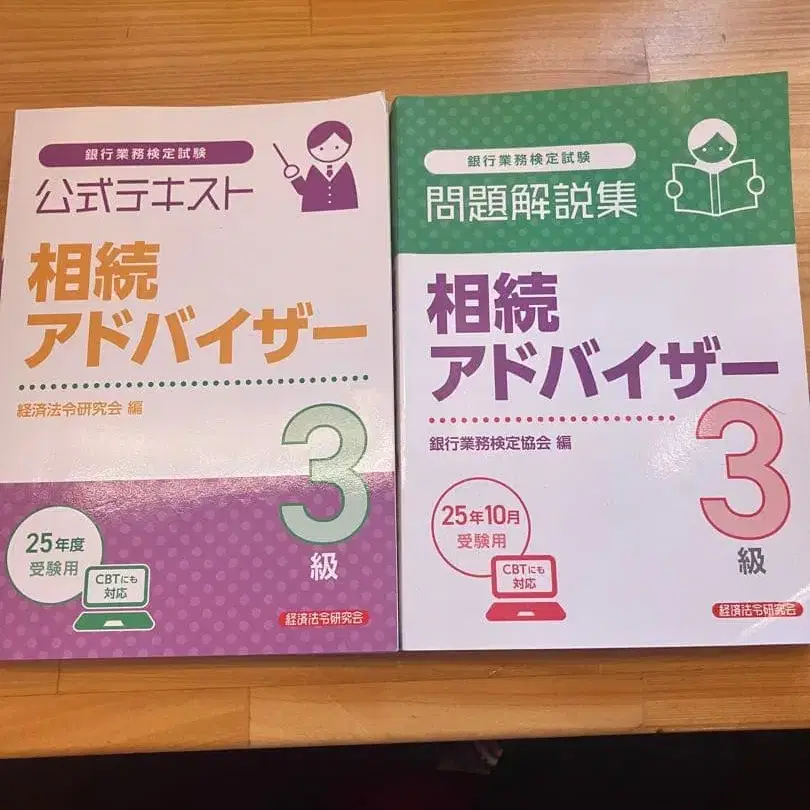 銀行業務検定試験
公式テキスト
相続
アドバイザー
経済法令研究会 編
3
級
25年度
受験用
CBTにも
対応
経済法令研究会
銀行業務検定試験
問題解説集
相続
アドバイザー
銀行業務検定協会 編
3
級
25年10月
受験用
CBTにも
対応
経済法令研究会